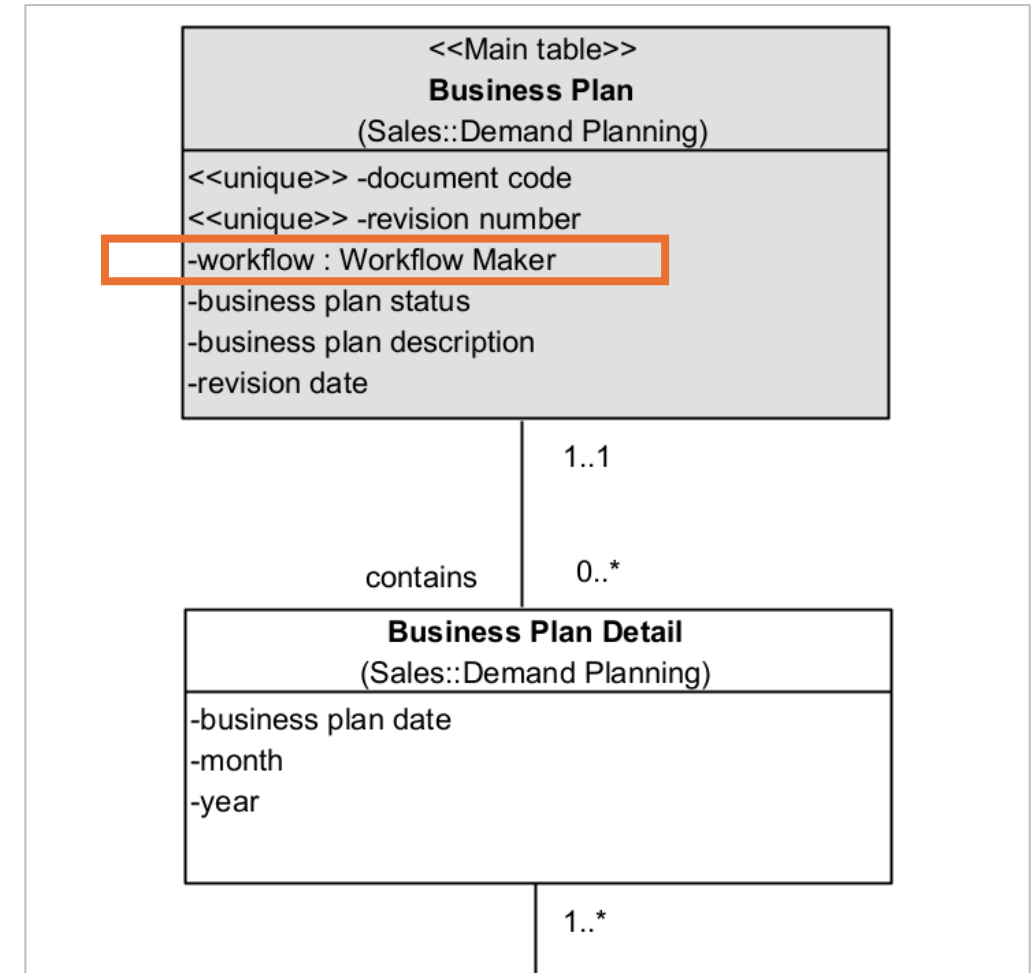 <<Main table>>
Business Plan
(Sales::Demand Planning)
<<unique>> -document code
<<unique>> -revision number
-workflow : Workflow Maker
-business plan status
-business plan description
-revision date
1..1
0..*
contains
Business Plan Detail
(Sales::Demand Planning)
-business plan date
-month
-year
1..*